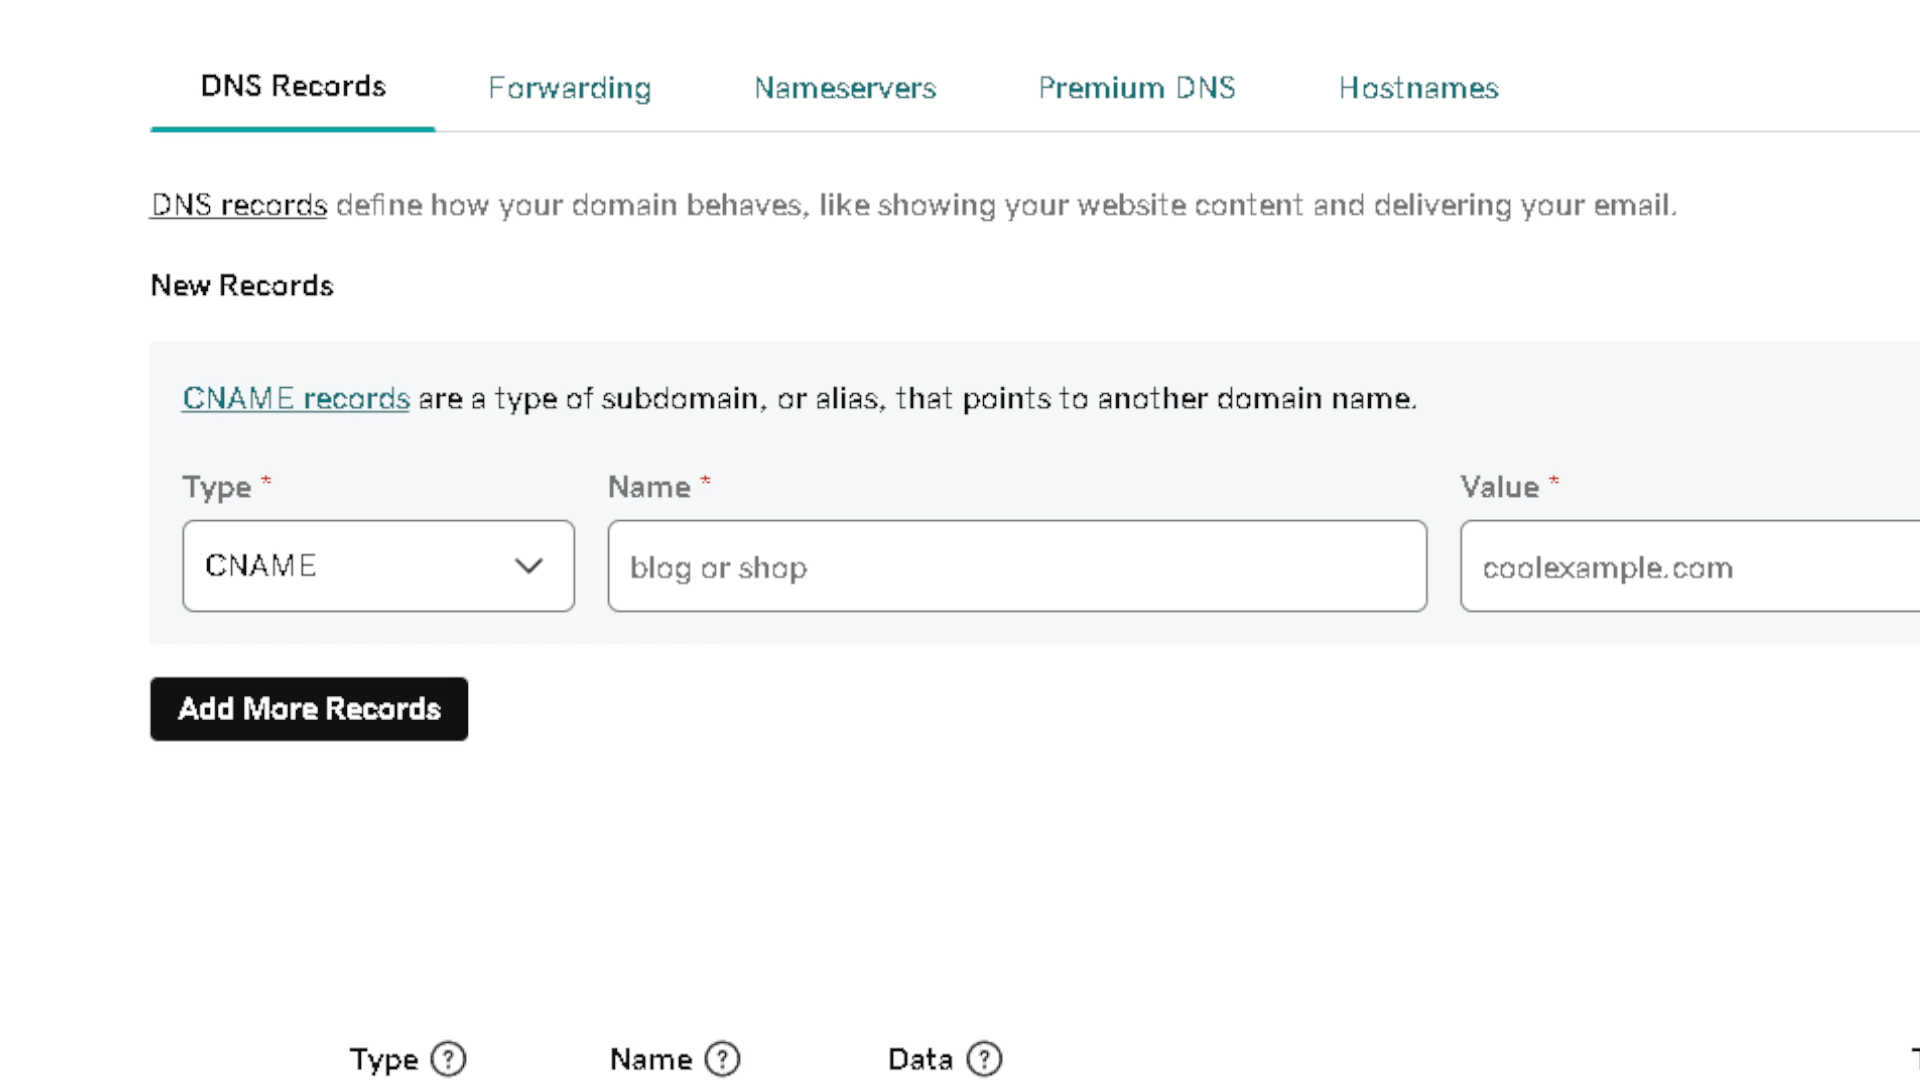 DNS Records Forwarding Nameservers Premium DNS Hostnames
DNS records define how your domain behaves, like showing your website content and delivering your email.
New Records
CNAME records are a type of subdomain, or alias, that points to another domain name.
Type * Name * Value *
CNAME blog or shop coolexample.com
Add More Records
Type ? Name ? Data ?